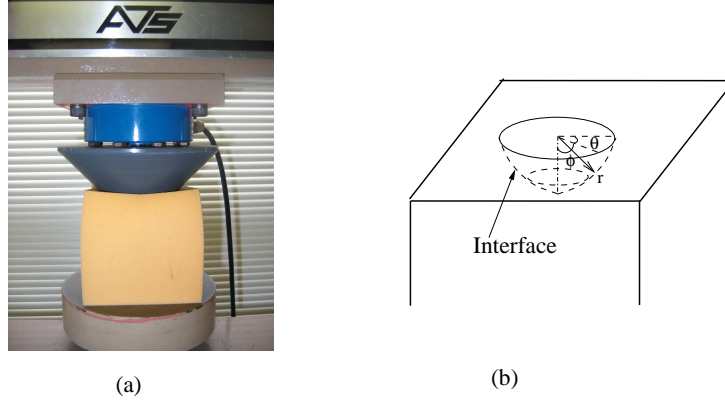 ATS
θ
ϕ
r
Interface
(a)
(b)